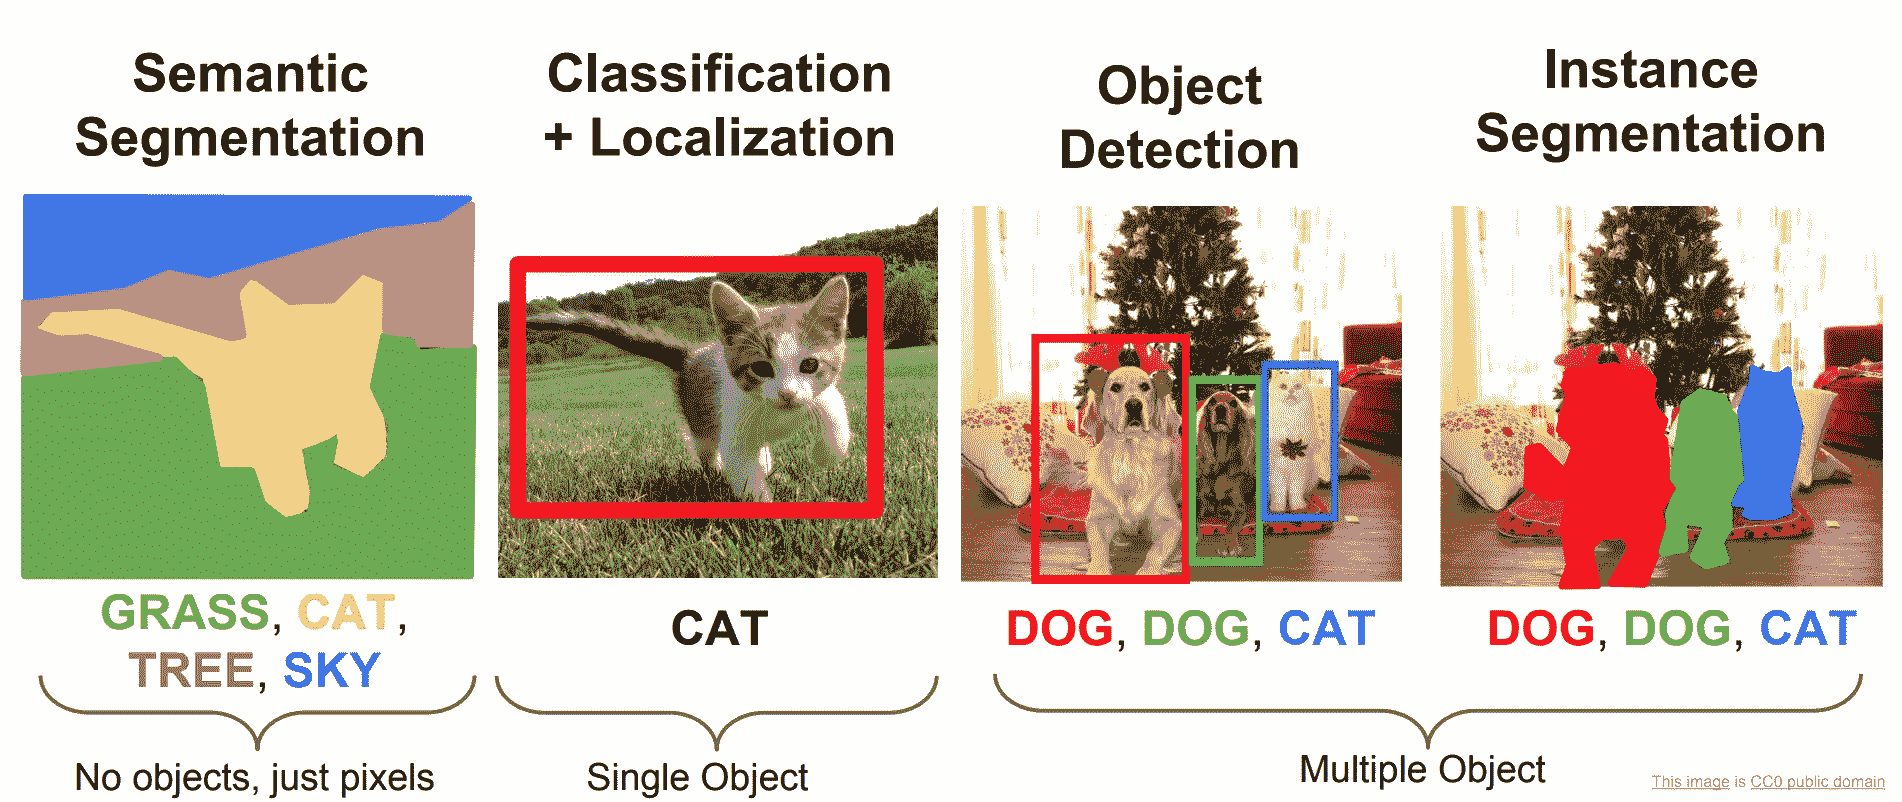 Semantic
Segmentation
Classification
+ Localization
Object
Detection
Instance
Segmentation
GRASS, CAT,
TREE, SKY
CAT
DOG, DOG, CAT
DOG, DOG, CAT
No objects, just pixels
Single Object
Multiple Object
This image is CC0 public domain